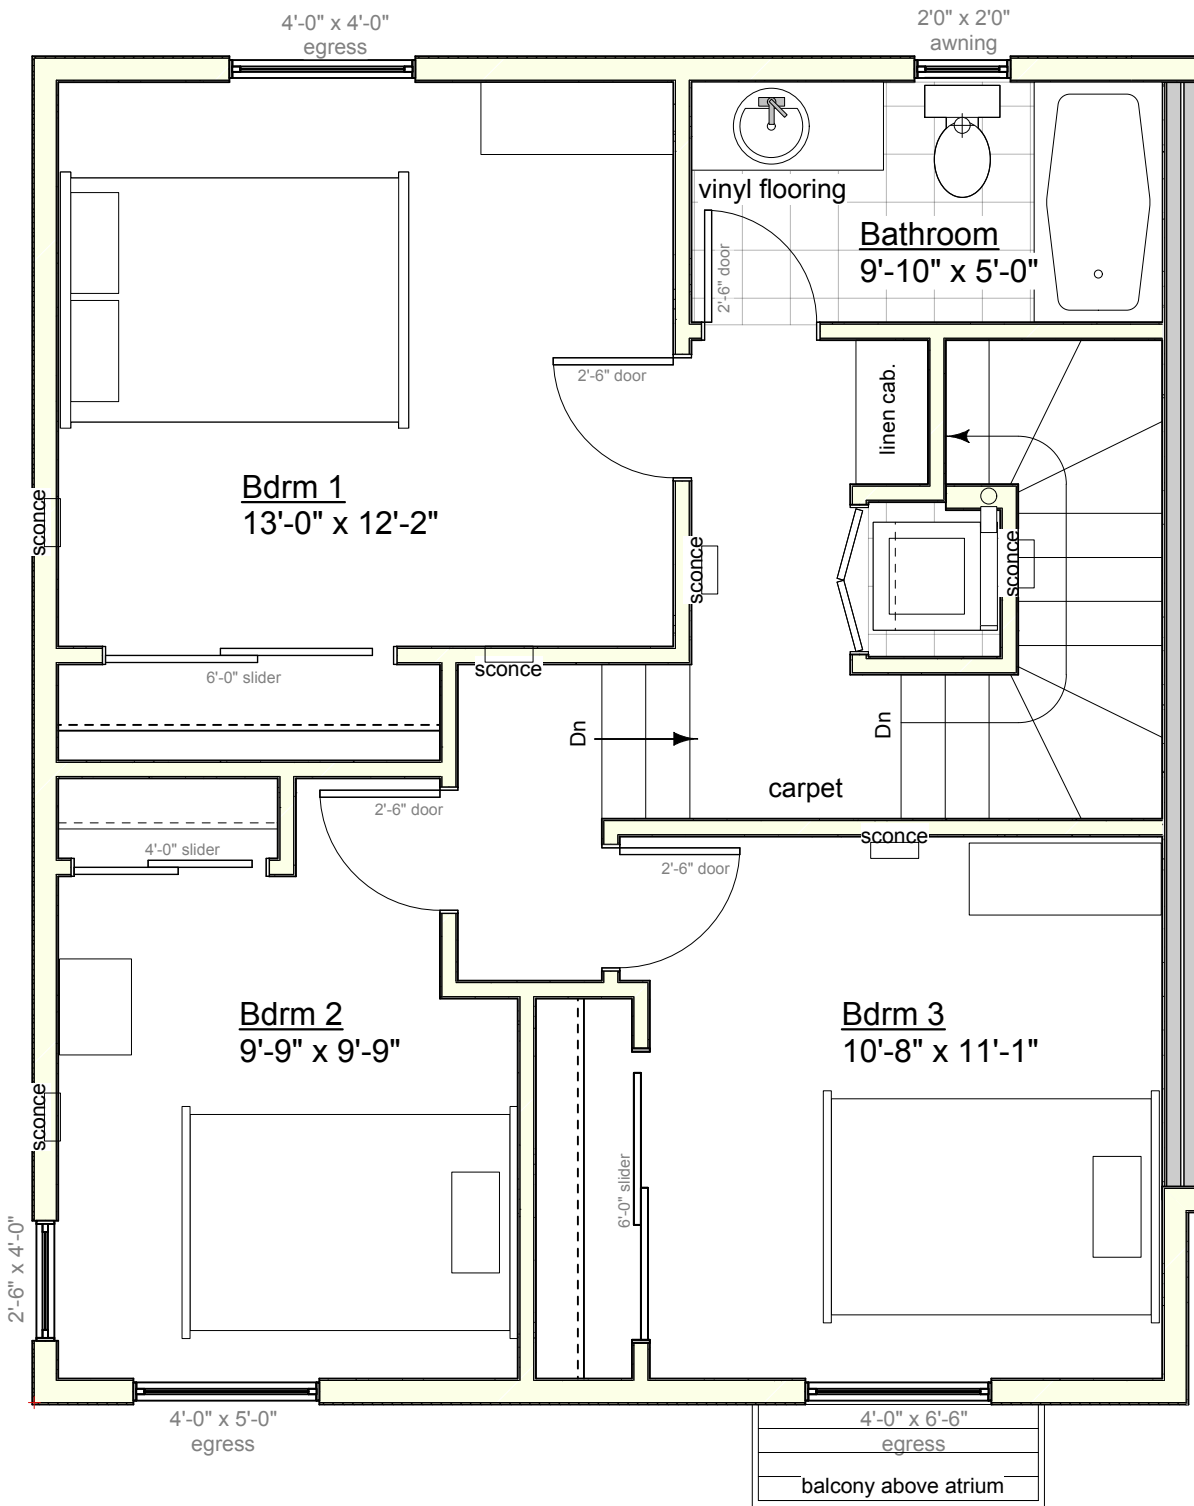 4'-0" x 4'-0"
egress
2'0" x 2'0"
awning
vinyl flooring
Bathroom
9'-10" x 5'-0"
2'-6" door
2'-6" door
linen cab.
Bdrm 1
13'-0" x 12'-2"
sconce
sconce
sconce
sconce
6'-0" slider
Dn
Dn
carpet
2'-6" door
4'-0" slider
sconce
2'-6" door
Bdrm 2
9'-9" x 9'-9"
Bdrm 3
10'-8" x 11'-1"
sconce
6'-0" slider
2'-6" x 4'-0"
4'-0" x 5'-0"
egress
4'-0" x 6'-6"
egress
balcony above atrium